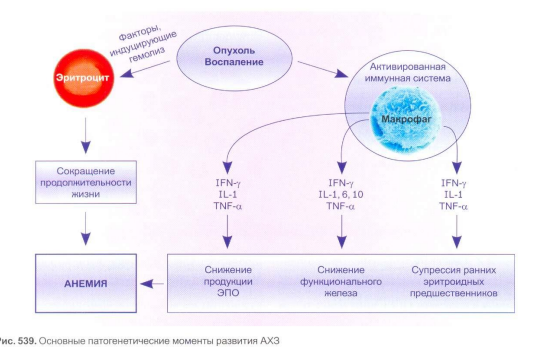 Факторы,
индуцирующие
гемолиз
Опухоль
Воспаление
Активированная
иммунная система
Эритроцит
Макрофаг
Сокращение
продолжительности
жизни
IFN-γ
IL-1
TNF-α
IFN-γ
IL-1, 6, 10
TNF-α
IFN-γ
IL-1
TNF-α
АНЕМИЯ
Снижение
продукции
ЭПО
Снижение
функционального
железа
Супрессия ранних
эритроидных
предшественников
Рис. 539. Основные патогенетические моменты развития АХЗ